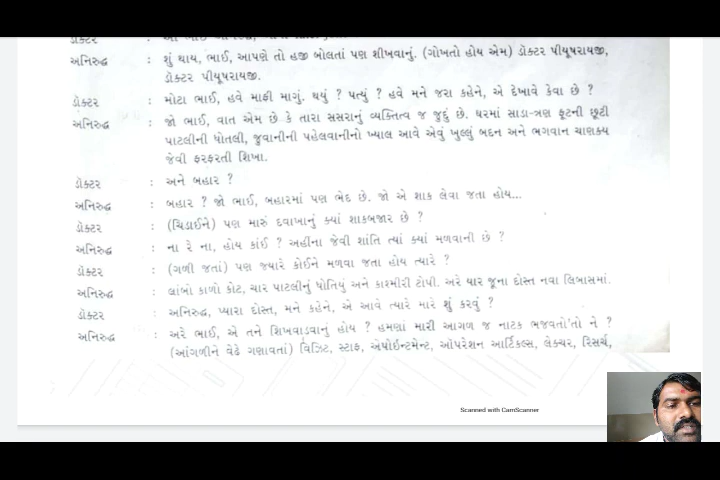 ડૉક્ટર :
અનિરુદ્ધ : શું થાય, ભાઈ, આપણે તો હજી બોલતાં પણ શીખવાનું. (ગોખતો હોય એમ) ડૉક્ટર પીયૂષરાયજી,
ડૉક્ટર પીયૂષરાયજી.
ડૉક્ટર : મોટા ભાઈ, હવે માફી માગું. થયું ? પત્યું ? હવે મને જરા કહેને, એ દેખાવે કેવા છે ?
અનિરુદ્ધ : જો ભાઈ, વાત એમ છે કે તારા સસરાનું વ્યક્તિત્વ જ જુદું છે. ઘરમાં સાડા-ત્રણ ફૂટની છૂટી
પાટલીની ધોતલી, જુવાનીની પહેલવાનીનો ખ્યાલ આવે એવું ખુલ્લું બદન અને ભગવાન ચાણક્ય
જેવી ફરફરતી શિખા.
ડૉક્ટર : અને બહાર ?
અનિરુદ્ધ : બહાર ? જો ભાઈ, બહારમાં પણ ભેદ છે. જો એ શાક લેવા જતા હોય...
ડૉક્ટર : (ચિડાઈને) પણ મારું દવાખાનું ક્યાં શાકબજાર છે ?
અનિરુદ્ધ : ના રે ના, હોય કાંઈ ? અહીંના જેવી શાંતિ ત્યાં ક્યાં મળવાની છે ?
ડૉક્ટર : (ગળી જતાં) પણ જ્યારે કોઈને મળવા જતા હોય ત્યારે ?
અનિરુદ્ધ : લાંબો કાળો કોટ, ચાર પાટલીનું ધોતિયું અને કાશ્મીરી ટોપી. અરે યાર જૂના દોસ્ત નવા લિબાસમાં.
ડૉક્ટર : અનિરુદ્ધ, પ્યારા દોસ્ત, મને કહેને, એ આવે ત્યારે મારે શું કરવું ?
અનિરુદ્ધ : અરે ભાઈ, એ તને શિખવાડવાનું હોય ? હમણાં મારી આગળ જ નાટક ભજવતો'તો ને ?
(આંગળીને વેઢે ગણાવતાં) વિઝિટ, સ્ટાફ, એપોઈન્ટમેન્ટ, ઑપરેશન આર્ટિકલ્સ, લેક્ચર, રિસર્ચ,
Scanned with CamScanner